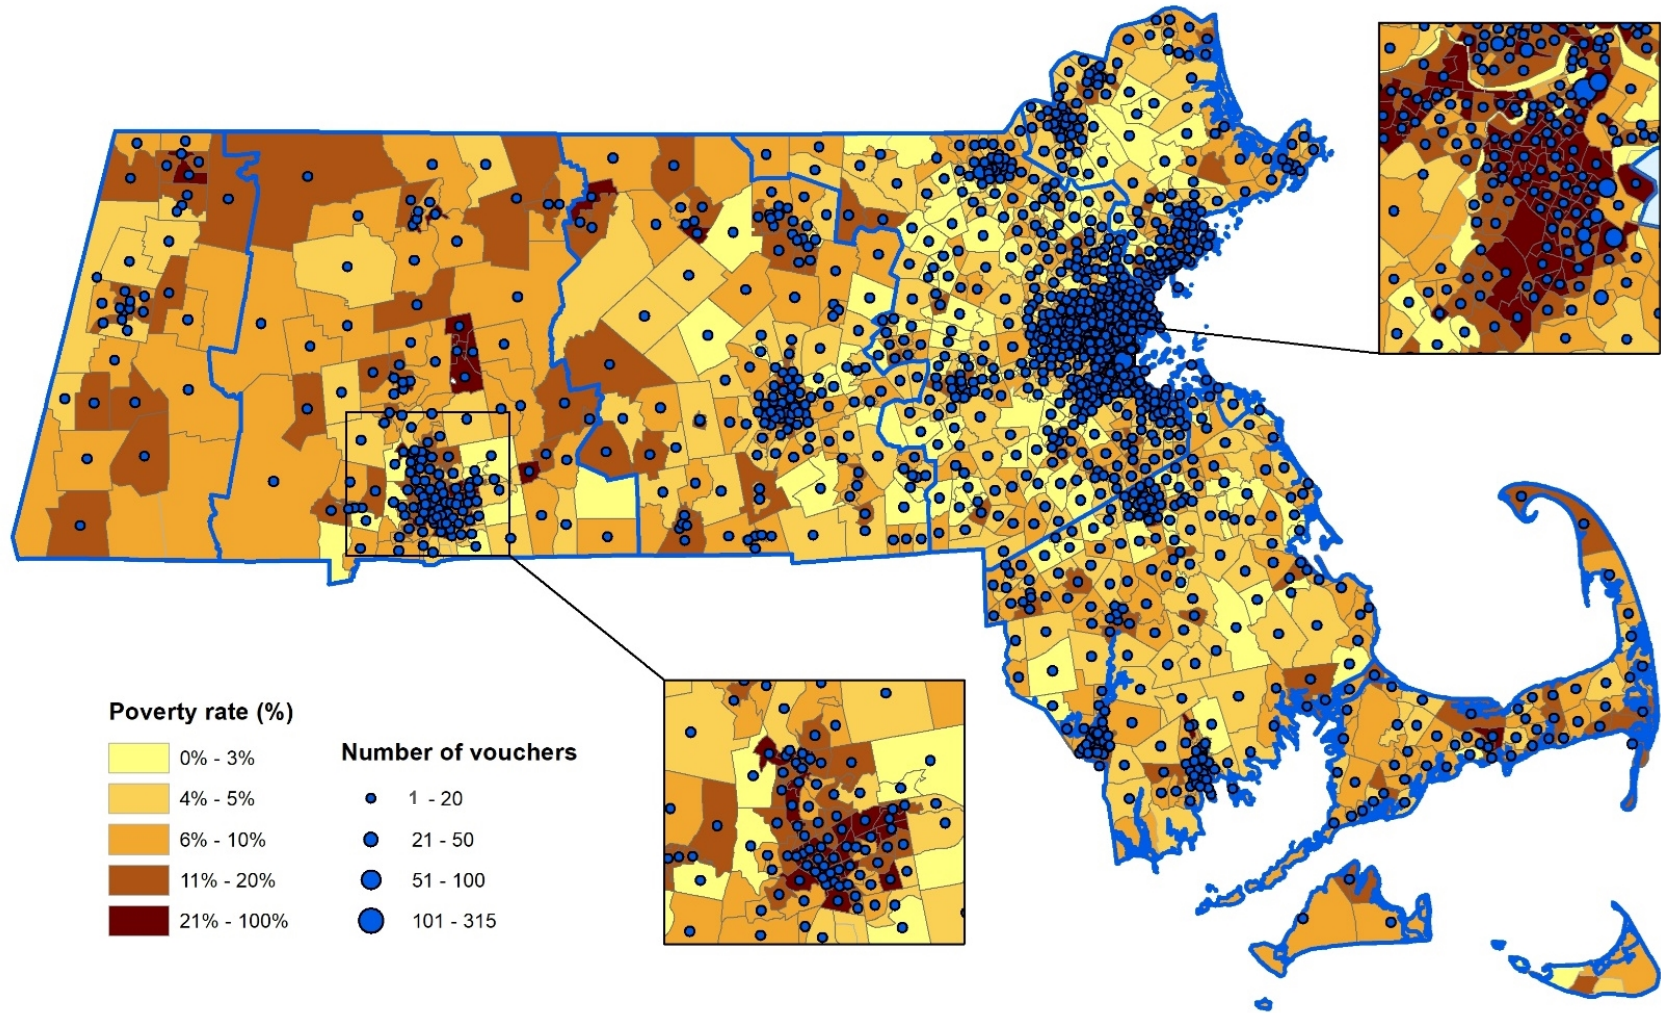 Poverty rate (%)
0% - 3%
4% - 5%
6% - 10%
11% - 20%
21% - 100%
Number of vouchers
1 - 20
21 - 50
51 - 100
101 - 315